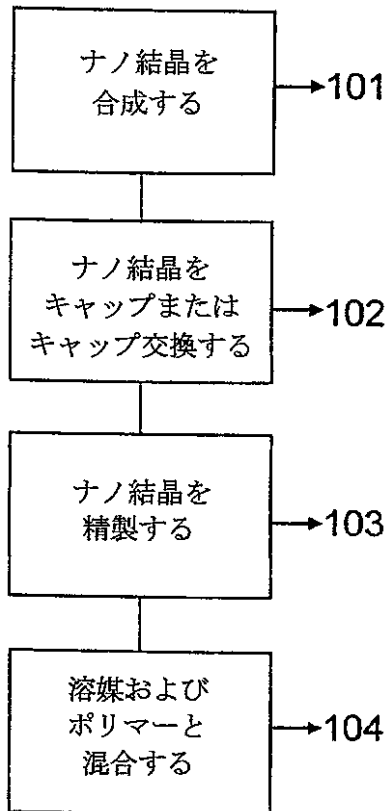 ナノ結晶を
合成する
101
ナノ結晶を
キャップまたは
キャップ交換する
102
ナノ結晶を
精製する
103
溶媒および
ポリマーと
混合する
104